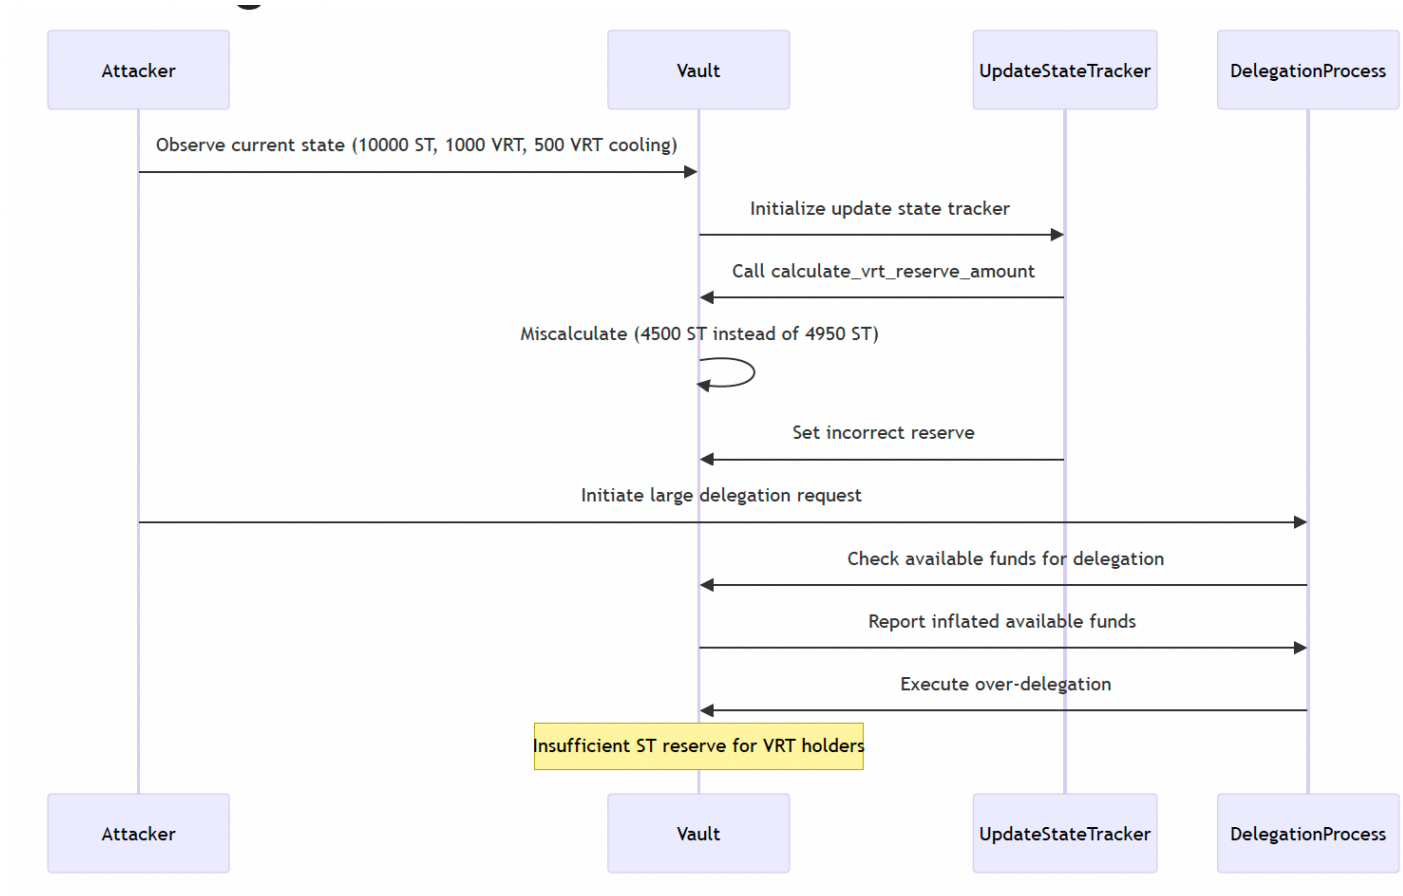 Attacker
Vault
UpdateStateTracker
DelegationProcess
Observe current state (10000 ST, 1000 VRT, 500 VRT cooling)
Initialize update state tracker
Call calculate_vrt_reserve_amount
Miscalculate (4500 ST instead of 4950 ST)
Set incorrect reserve
Initiate large delegation request
Check available funds for delegation
Report inflated available funds
Execute over-delegation
Insufficient ST reserve for VRT holders
Attacker
Vault
UpdateStateTracker
DelegationProcess